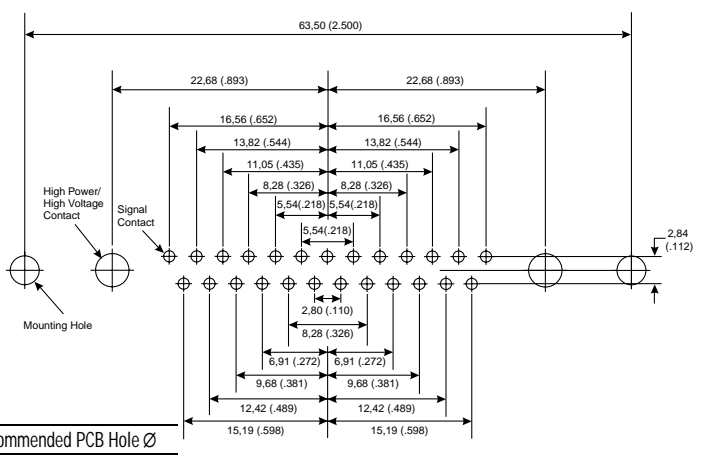 63,50 (2.500)
22,68 (.893) 22,68 (.893)
16,56 (.652) 16,56 (.652)
13,82 (.544) 13,82 (.544)
11,05 (.435) 11,05 (.435)
8,28 (.326) 8,28 (.326)
5,54(.218) 5,54(.218)
5,54(.218)
High Power/
High Voltage
Contact
Signal
Contact
2,84
(.112)
Mounting Hole
2,80 (.110)
8,28 (.326)
6,91 (.272) 6,91 (.272)
9,68 (.381) 9,68 (.381)
12,42 (.489) 12,42 (.489)
15,19 (.598) 15,19 (.598)
ommended PCB Hole Ø